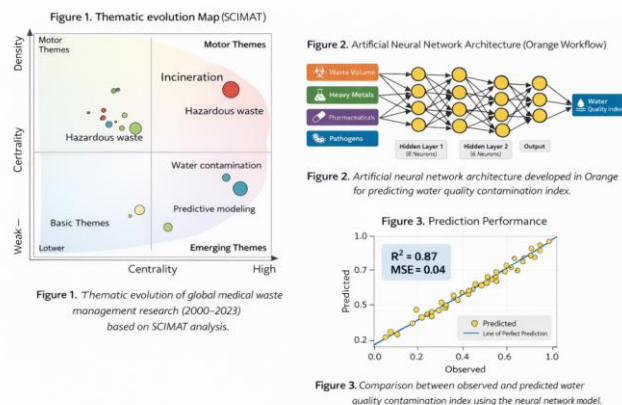 Figure 1. Thematic evolution Map (SCIMAT)
Density
Certrality
Weak —
Motor
Themes
Motor Themes
Incineration
Hazardous waste
Hazardous waste
Water contamination
Predictive modeling
Basic Themes
Lotwer
Emerging Themes
Centrality
High
Figure 1. 'Thematic evolution of global medical waste
management research (2000–2023)
based on SCIMAT analysis.
Figure 2. Artificial Neural Network Architecture (Orange Workflow)
Waste Volume
Heavy Metals
Pharmaceuticals
Pathogens
Hidden Layer 1
(8 Neurons)
Hidden Layer 2
(6 Neurons)
Output
Water
Quality Index
Figure 2. Artificial neural network architecture developed in Orange
for predicting water quality contamination index.
Figure 3. Prediction Performance
R² = 0.87
MSE = 0.04
Predicted
1.0
0.7
0.5
0.2
Predicted
Line of Perfect Prediction
0.0
0.2
0.4
0.6
1.0
Observed
Figure 3. Comparison between observed and predicted water
quality contamination index using the neural network model.